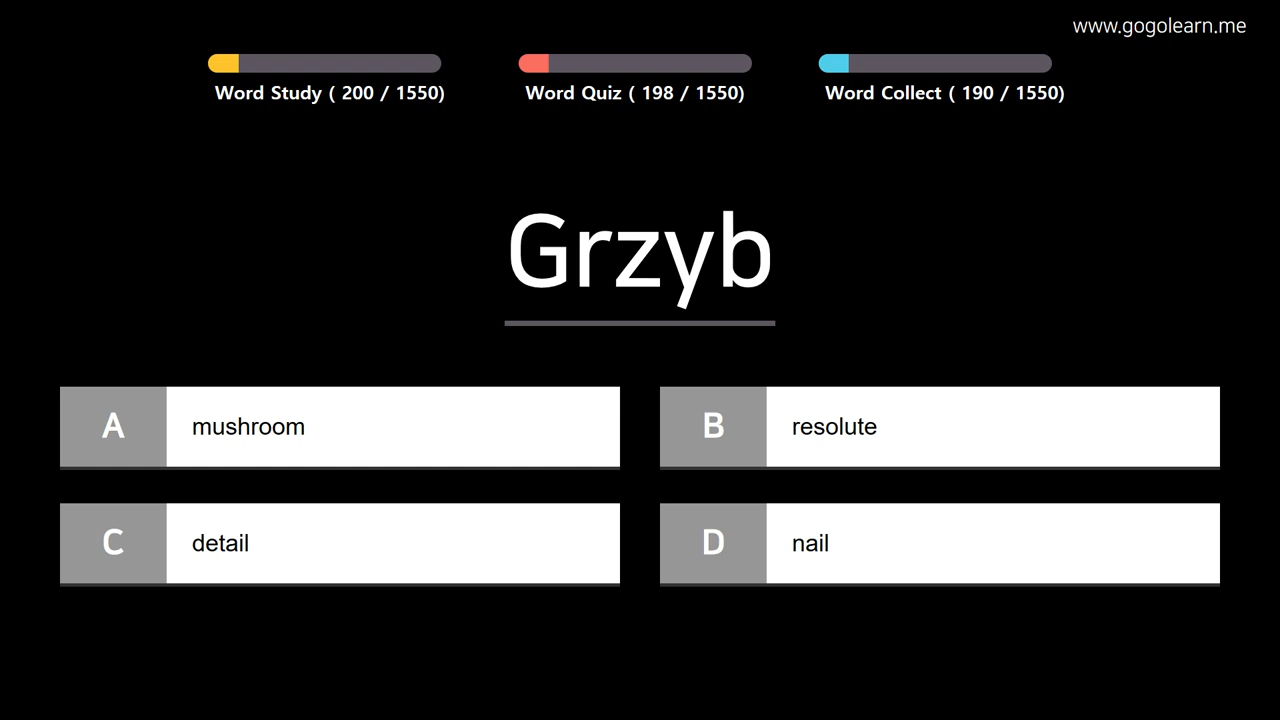 www.gogolearn.me
Word Study ( 200 / 1550)
Word Quiz ( 198 / 1550)
Word Collect ( 190 / 1550)
Grzyb
A mushroom
B resolute
C detail
D nail